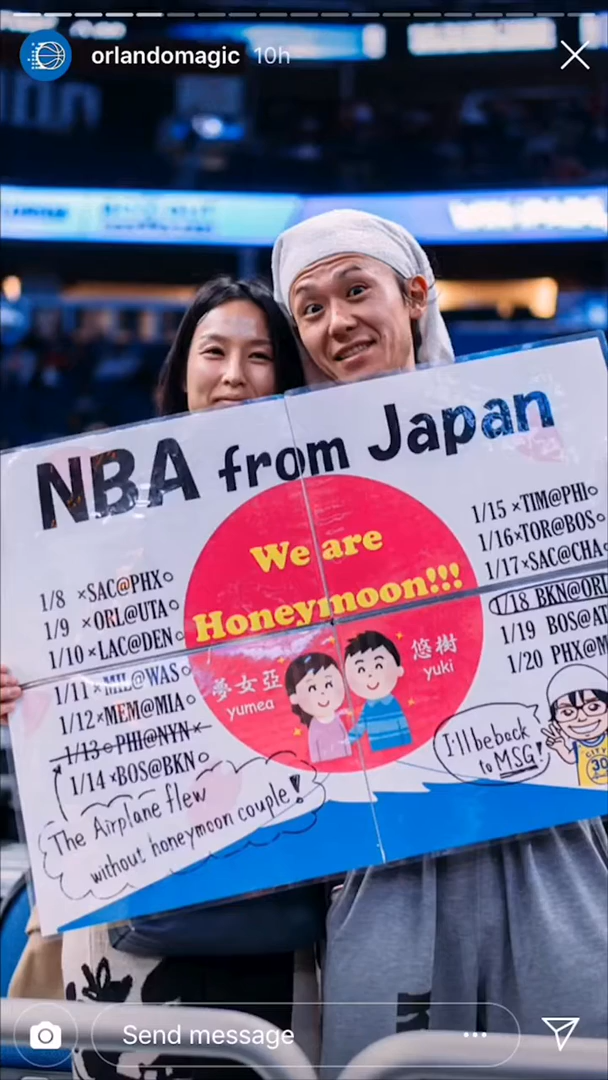 orlandomagic 10h
NBA from Japan
We are
Honeymoon!!!
夢女亞
yumea
悠樹
yuki
1/8 ×SAC@PHX○
1/9 ×ORL@UTA○
1/10 ×LAC@DEN○
1/11 ×MIL@WAS○
1/12 ×MEM@MIA○
1/13 ○PHI@NYN×
1/14 ×BOS@BKN○
The Airplane flew
without honeymoon couple!
1/15 ×TIM@PHI○
1/16 ×TOR@BOS○
1/17 ×SAC@CHA
1/18 BKN@ORL
1/19 BOS@AT
1/20 PHX@M
I'll be back
to MSG!
30
Send message